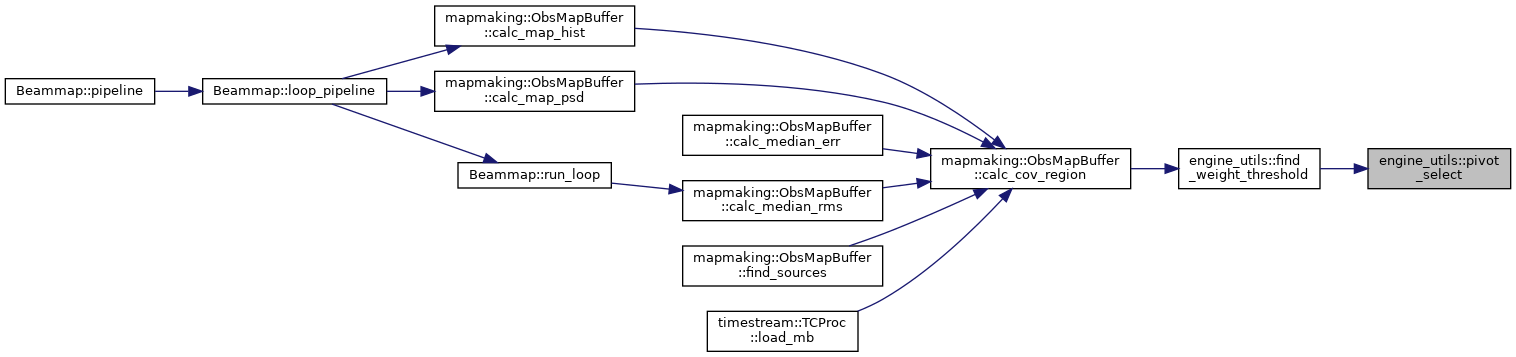 mapmaking::ObsMapBuffer
::calc_map_hist
Beammap::pipeline
Beammap::loop_pipeline
mapmaking::ObsMapBuffer
::calc_map_psd
mapmaking::ObsMapBuffer
::calc_median_err
Beammap::run_loop
mapmaking::ObsMapBuffer
::calc_median_rms
mapmaking::ObsMapBuffer
::find_sources
timestream::TCProc
::load_mb
mapmaking::ObsMapBuffer
::calc_cov_region
engine_utils::find
_weight_threshold
engine_utils::pivot
_select